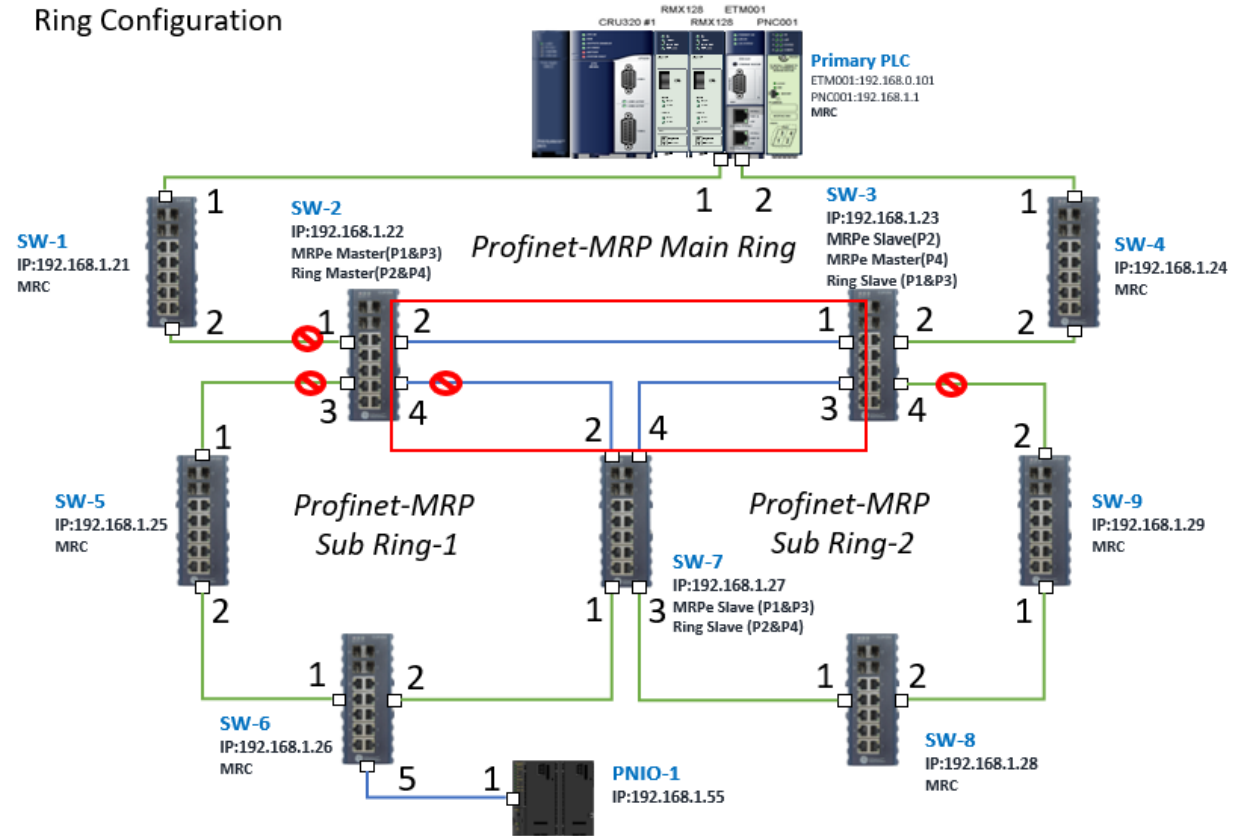 Ring Configuration
RMX128 ETM001
CRU320 #1 RMX128 PNC001
Primary PLC
ETM001:192.168.0.101
PNC001:192.168.1.1
MRC
1 2
SW-1
IP:192.168.1.21
MRC
1
2
SW-2
IP:192.168.1.22
MRPe Master(P1&P3)
Ring Master(P2&P4)
Profinet-MRP Main Ring
SW-3
IP:192.168.1.23
MRPe Slave(P2)
MRPe Master(P4)
Ring Slave (P1&P3)
1
2
SW-4
IP:192.168.1.24
MRC
1 2
3 4
1 2
3 4
2 4
1
SW-5
IP:192.168.1.25
MRC
2
Profinet-MRP
Sub Ring-1
Profinet-MRP
Sub Ring-2
2
SW-9
IP:192.168.1.29
MRC
1
SW-7
IP:192.168.1.27
MRPe Slave (P1&P3)
Ring Slave (P2&P4)
1 3
1 2
SW-6
IP:192.168.1.26
MRC
1 2
SW-8
IP:192.168.1.28
MRC
5 1
PNIO-1
IP:192.168.1.55